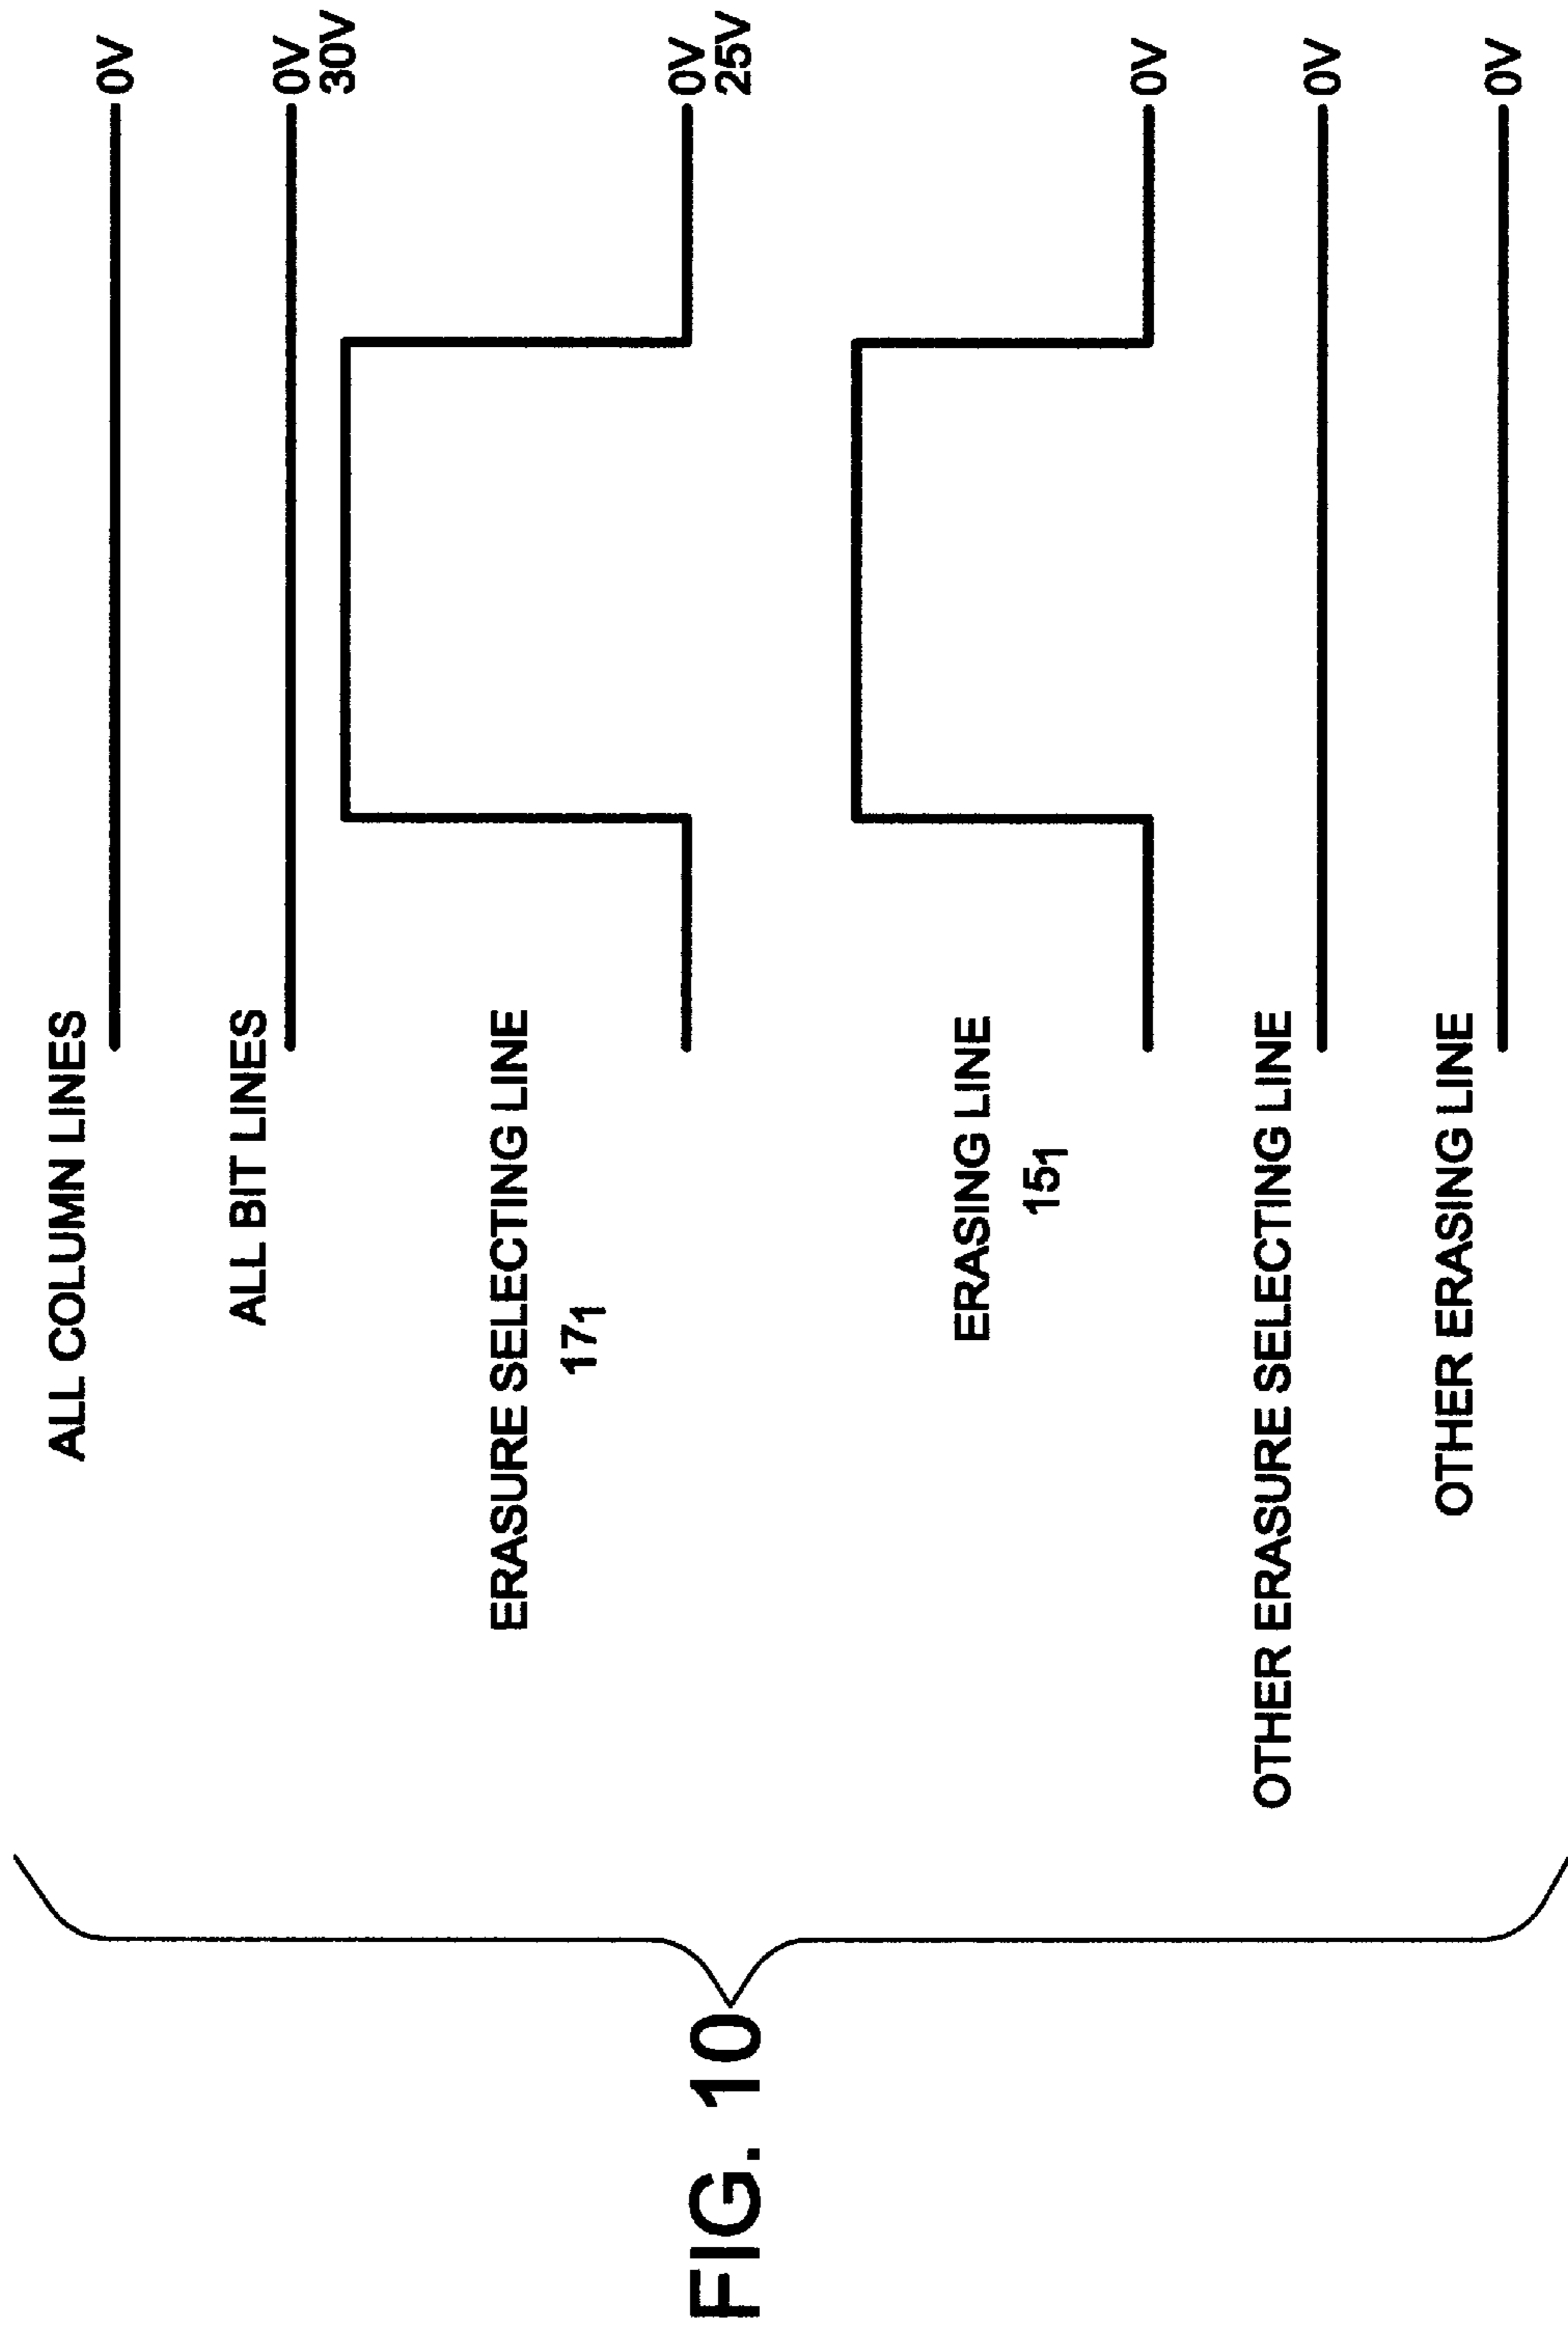 FIG. 10
ALL COLUMN LINES
0V
ALL BIT LINES
0V
30V
ERASURE SELECTING LINE
17₁
0V
25V
ERASING LINE
15₁
0V
OTHER ERASURE SELECTING LINE
0V
OTHER ERASING LINE
0V